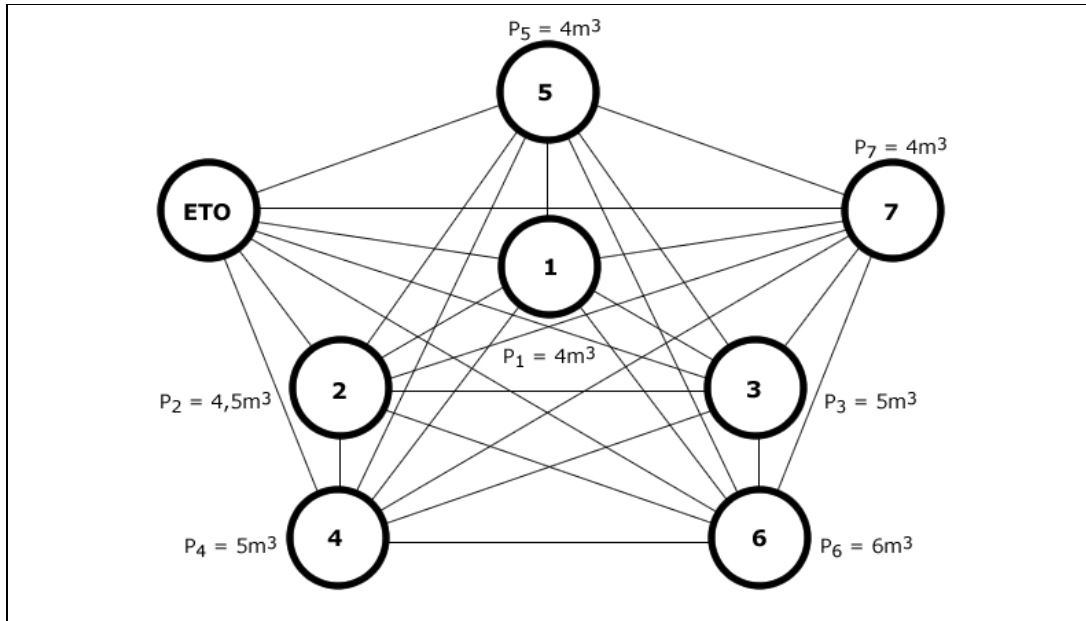 P5 = 4m3
5
P7 = 4m3
ETO
7
1
P1 = 4m3
2
3
P2 = 4,5m3
P3 = 5m3
4
6
P4 = 5m3
P6 = 6m3